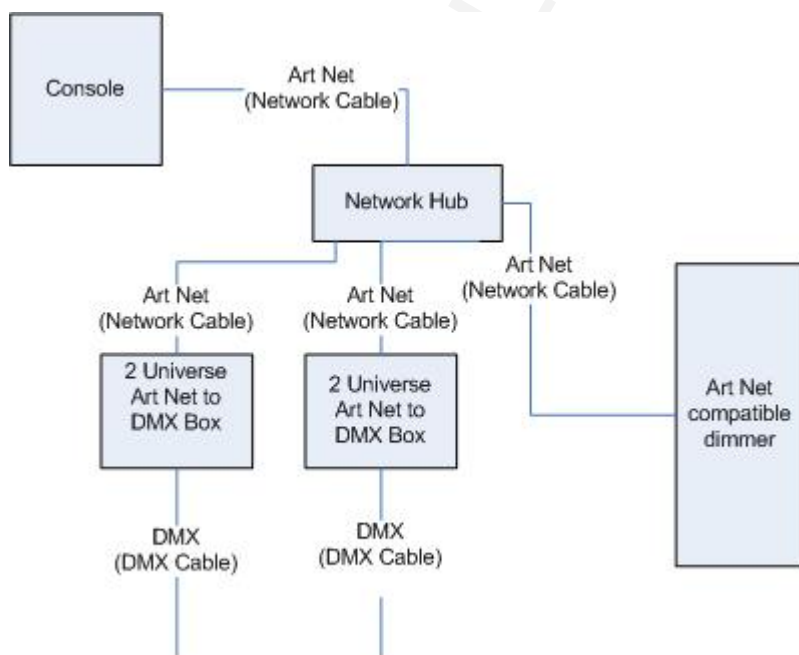 Console
Art Net
(Network Cable)
Network Hub
Art Net
(Network Cable)
Art Net
(Network Cable)
Art Net
(Network Cable)
2 Universe
Art Net to
DMX Box
2 Universe
Art Net to
DMX Box
Art Net
compatible
dimmer
DMX
(DMX Cable)
DMX
(DMX Cable)